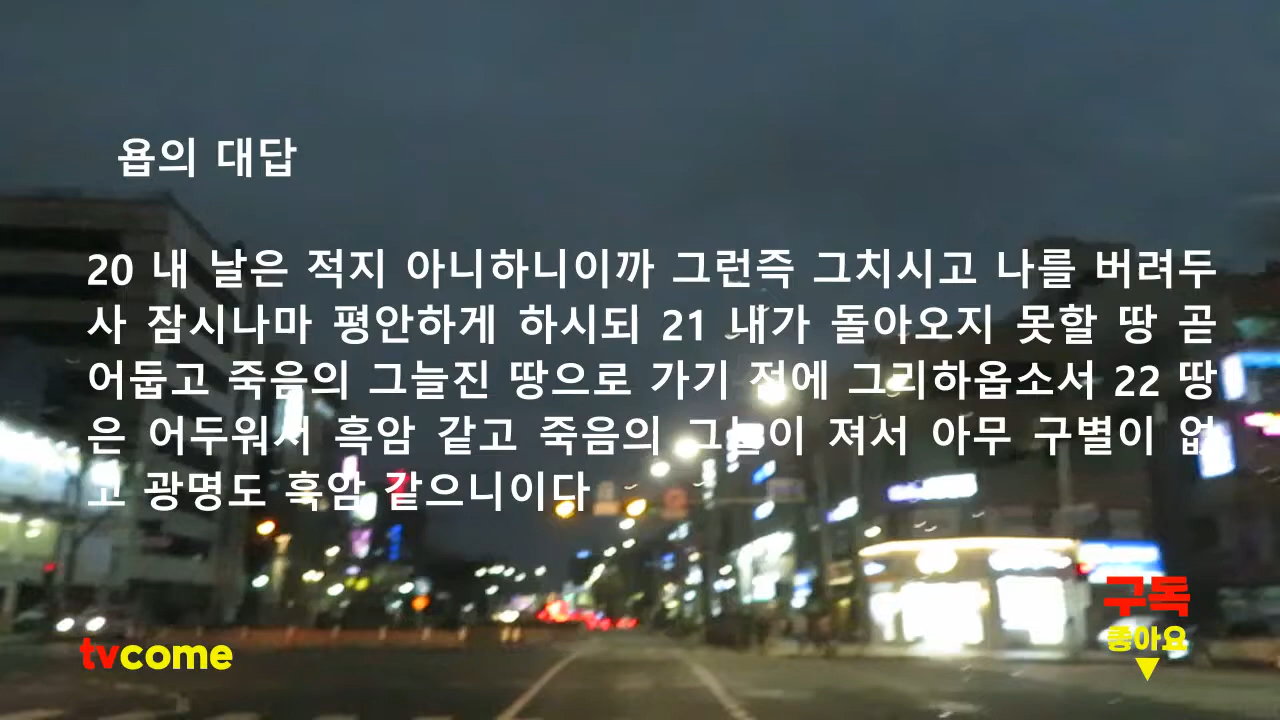 욥의 대답
20 내 날은 적지 아니하니이까 그런즉 그치시고 나를 버려두
사 잠시나마 평안하게 하시되 21 내가 돌아오지 못할 땅 곧
어둡고 죽음의 그늘진 땅으로 가기 전에 그리하옵소서 22 땅
은 어두워서 흑암 같고 죽음의 그늘이 져서 아무 구별이 없
고 광명도 흑암 같으니이다
구독
좋아요
tvcome